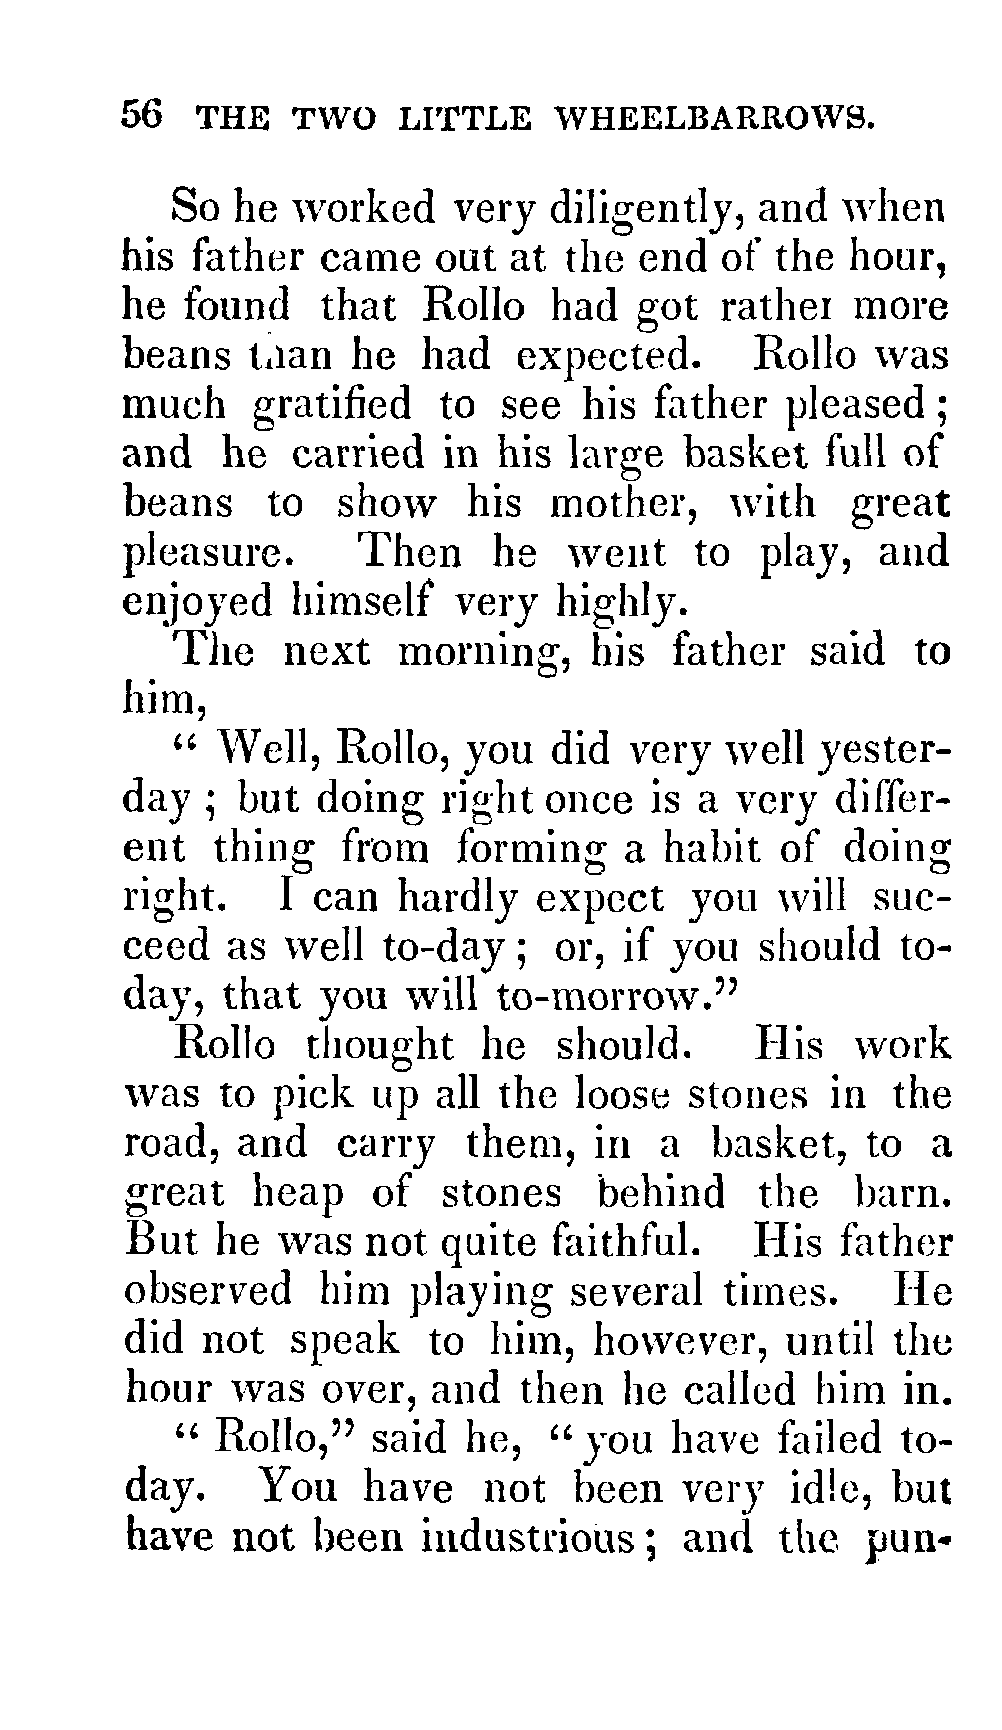 56 THE TWO LITTLE WHEELBARROWS.
So he worked very diligently, and when
his father came out at the end of the hour,
he found that Rollo had got rather more
beans than he had expected. Rollo was
much gratified to see his father pleased;
and he carried in his large basket full of
beans to show his mother, with great
pleasure. Then he went to play, and
enjoyed himself very highly.
The next morning, his father said to
him,
“ Well, Rollo, you did very well yester-
day ; but doing right once is a very differ-
ent thing from forming a habit of doing
right. I can hardly expect you will suc-
ceed as well to-day ; or, if you should to-
day, that you will to-morrow.”
Rollo thought he should. His work
was to pick up all the loose stones in the
road, and carry them, in a basket, to a
great heap of stones behind the barn.
But he was not quite faithful. His father
observed him playing several times. He
did not speak to him, however, until the
hour was over, and then he called him in.
“ Rollo,” said he, “ you have failed to-
day. You have not been very idle, but
have not been industrious ; and the pun-